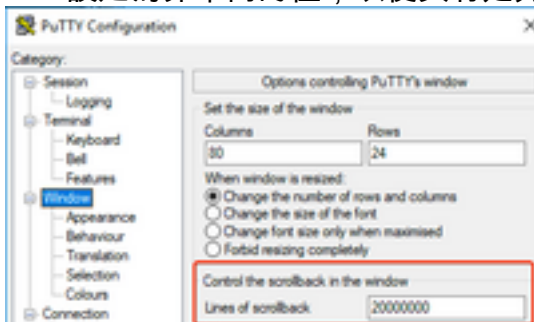 PuTTY Configuration
Category:
Session
Logging
Terminal
Keyboard
Bell
Features
Window
Appearance
Behaviour
Translation
Selection
Colours
Connection
Options controlling PuTTY's window
Set the size of the window
Columns
Rows
80
24
When window is resized:
Change the number of rows and columns
Change the size of the font
Change font size only when maximised
Forbid resizing completely
Control the scrollback in the window
Lines of scrollback
20000000